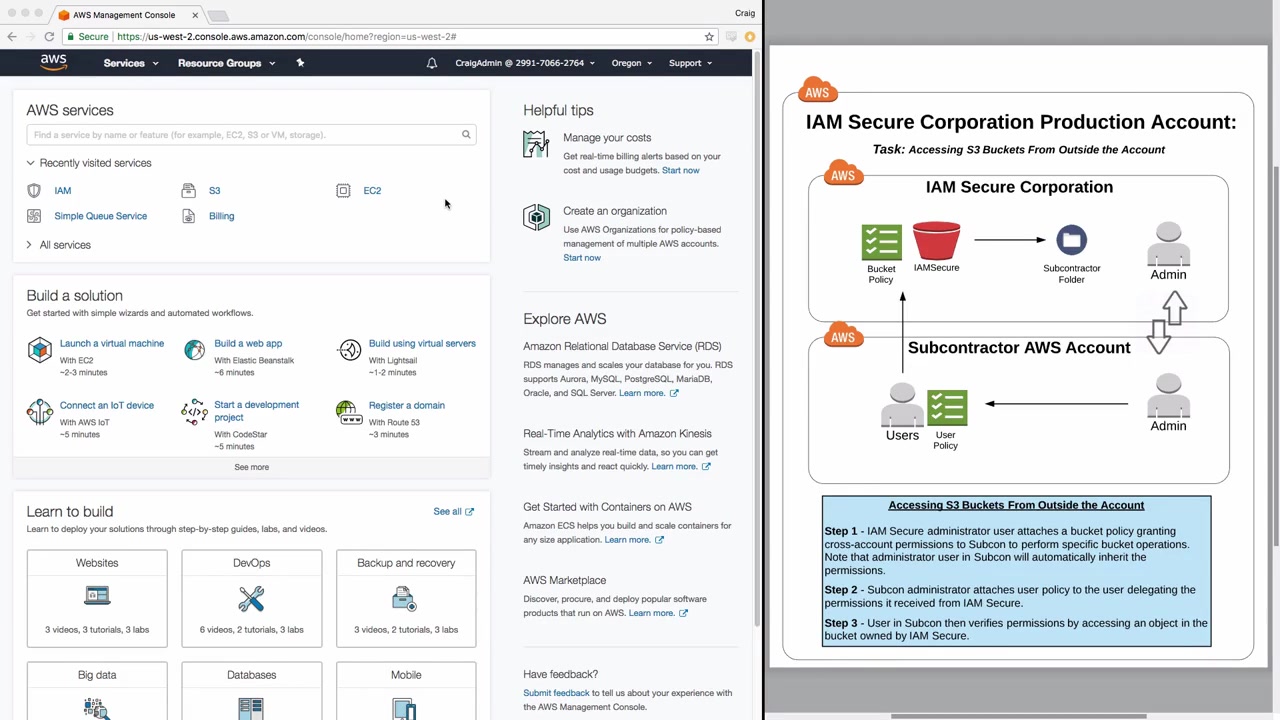 AWS Management Console
Craig
Secure
https://us-west-2.console.aws.amazon.com/console/home?region=us-west-2#
aws
Services
Resource Groups
CraigAdmin @ 2991-7066-2764
Oregon
Support
AWS services
Find a service by name or feature (for example, EC2, S3 or VM, storage).
Recently visited services
IAM
S3
EC2
Simple Queue Service
Billing
All services
Build a solution
Get started with simple wizards and automated workflows.
Launch a virtual machine
With EC2
~2-3 minutes
Build a web app
With Elastic Beanstalk
~6 minutes
Build using virtual servers
With Lightsail
~1-2 minutes
Connect an IoT device
With AWS IoT
~5 minutes
Start a development
project
With CodeStar
~5 minutes
Register a domain
With Route 53
~3 minutes
See more
Learn to build
See all
Learn to deploy your solutions through step-by-step guides, labs, and videos.
Websites
3 videos, 3 tutorials, 3 labs
DevOps
6 videos, 2 tutorials, 3 labs
Backup and recovery
3 videos, 2 tutorials, 3 labs
Big data
Databases
Mobile
Helpful tips
Manage your costs
Get real-time billing alerts based on your
cost and usage budgets. Start now
Create an organization
Use AWS Organizations for policy-based
management of multiple AWS accounts.
Start now
Explore AWS
Amazon Relational Database Service (RDS)
RDS manages and scales your database for you. RDS
supports Aurora, MySQL, PostgreSQL, MariaDB,
Oracle, and SQL Server. Learn more.
Real-Time Analytics with Amazon Kinesis
Stream and analyze real-time data, so you can get
timely insights and react quickly. Learn more.
Get Started with Containers on AWS
Amazon ECS helps you build and scale containers for
any size application. Learn more.
AWS Marketplace
Discover, procure, and deploy popular software
products that run on AWS. Learn more.
Have feedback?
Submit feedback to tell us about your experience with
the AWS Management Console.
AWS
IAM Secure Corporation Production Account:
Task: Accessing S3 Buckets From Outside the Account
AWS
IAM Secure Corporation
Bucket
Policy
IAMSecure
Subcontractor
Folder
Admin
AWS
Subcontractor AWS Account
Users
User
Policy
Admin
Accessing S3 Buckets From Outside the Account
Step 1 - IAM Secure administrator user attaches a bucket policy granting
cross-account permissions to Subcon to perform specific bucket operations.
Note that administrator user in Subcon will automatically inherit the
permissions.
Step 2 - Subcon administrator attaches user policy to the user delegating the
permissions it received from IAM Secure.
Step 3 - User in Subcon then verifies permissions by accessing an object in the
bucket owned by IAM Secure.